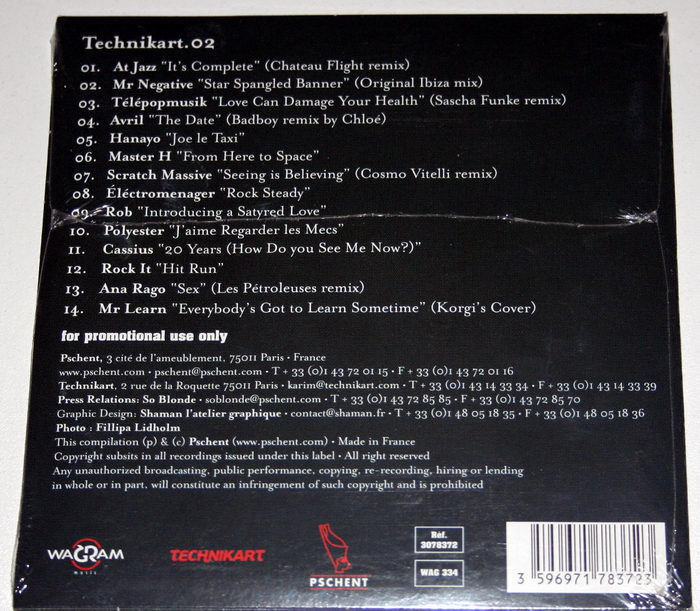 Technikart.02
01. At Jazz "It's Complete" (Chateau Flight remix)
02. Mr Negative "Star Spangled Banner" (Original Ibiza mix)
03. Télépopmusik "Love Can Damage Your Health" (Sascha Funke remix)
04. Avril "The Date" (Badboy remix by Chloé)
05. Hanayo "Joe le Taxi"
06. Master H "From Here to Space"
07. Scratch Massive "Seeing is Believing" (Cosmo Vitelli remix)
08. Éléctromenager "Rock Steady"
09. Rob "Introducing a Satyred Love"
10. Polyester "J'aime Regarder les Mecs"
11. Cassius "20 Years (How Do you See Me Now?)"
12. Rock It "Hit Run"
13. Ana Rago "Sex" (Les Pétroleuses remix)
14. Mr Learn "Everybody's Got to Learn Sometime" (Korgi's Cover)
for promotional use only
Pschent, 3 cité de l'ameublement, 75011 Paris · France
www.pschent.com · pschent@pschent.com · T + 33 (0)1 43 72 01 15 · F + 33 (0)1 43 72 01 16
Technikart, 2 rue de la Roquette 75011 Paris · karim@technikart.com · T + 33 (0)1 43 14 33 34 · F + 33 (0)1 43 14 33 39
Press Relations: So Blonde · soblonde@pschent.com · T + 33 (0)1 43 72 85 85 · F + 33 (0)1 43 72 85 70
Graphic Design: Shaman l'atelier graphique · contact@shaman.fr · T + 33 (0)1 48 05 18 35 · F + 33 (0)1 48 05 18 36
Photo : Fillipa Lidholm
This compilation (p) & (c) Pschent (www.pschent.com) · Made in France
Copyright subsits in all recordings issued under this label · All right reserved
Any unauthorized broadcasting, public performance, copying, re-recording, hiring or lending
in whole or in part, will constitute an infringement of such copyright and is prohibited
WAGRAM
music
TECHNIKART
PSCHENT
Réf.
3078372
WAG 334
3 596971 783723